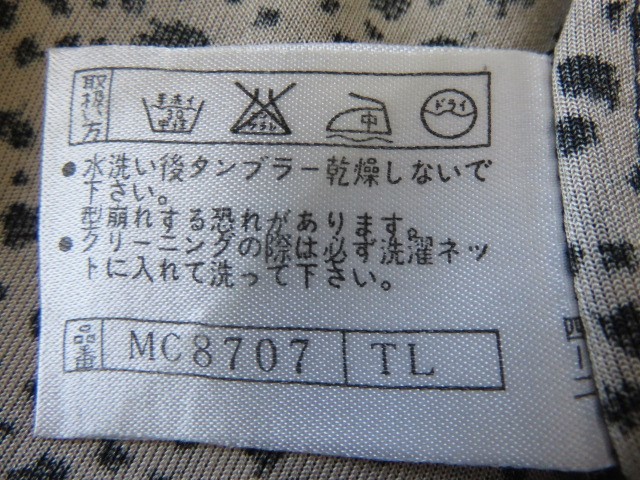 取扱い方
手洗イ
30
中性
エンソ
サラシ
中
ドライ
●水洗い後タンブラー乾燥しないで
下さい。
型崩れする恐れがあります。
●クリーニングの際は必ず洗濯ネッ
トに入れて洗って下さい。
品番 MC8707 TL